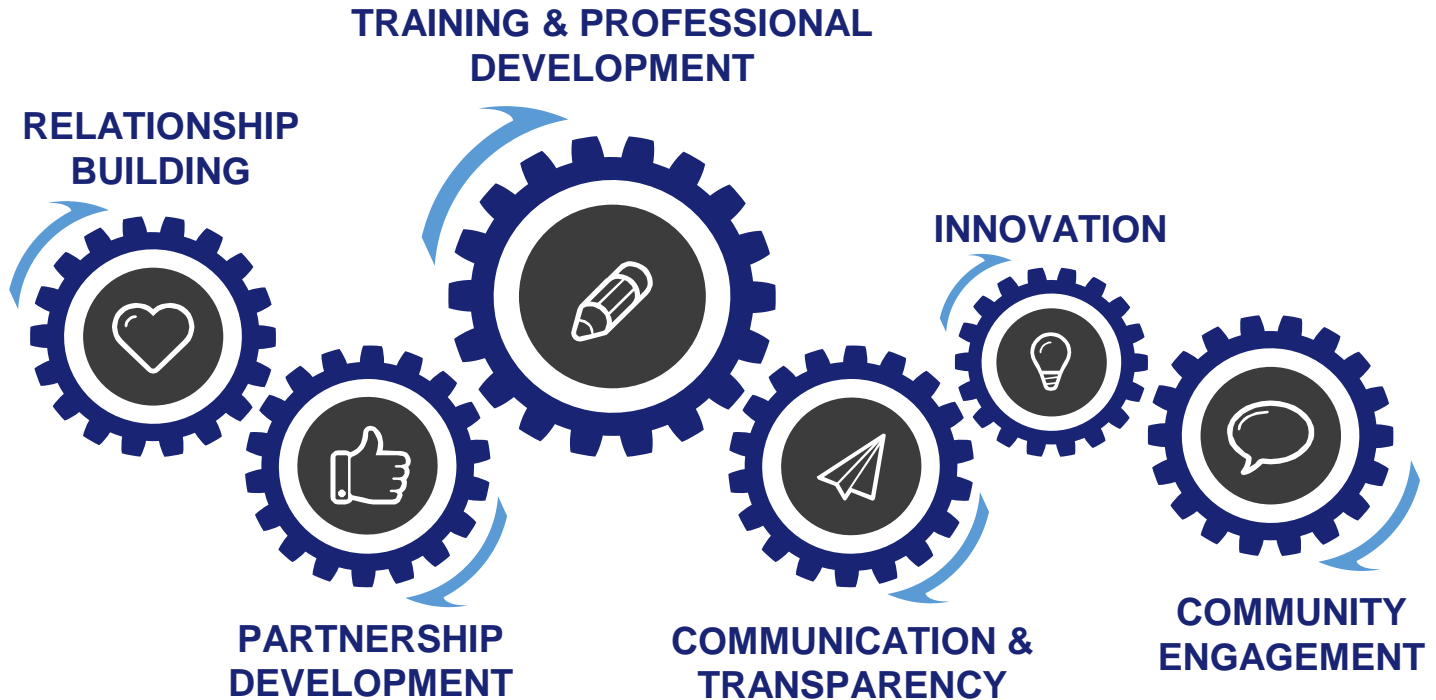 TRAINING & PROFESSIONAL
DEVELOPMENT
RELATIONSHIP
BUILDING
INNOVATION
PARTNERSHIP
DEVELOPMENT
COMMUNICATION &
TRANSPARENCY
COMMUNITY
ENGAGEMENT